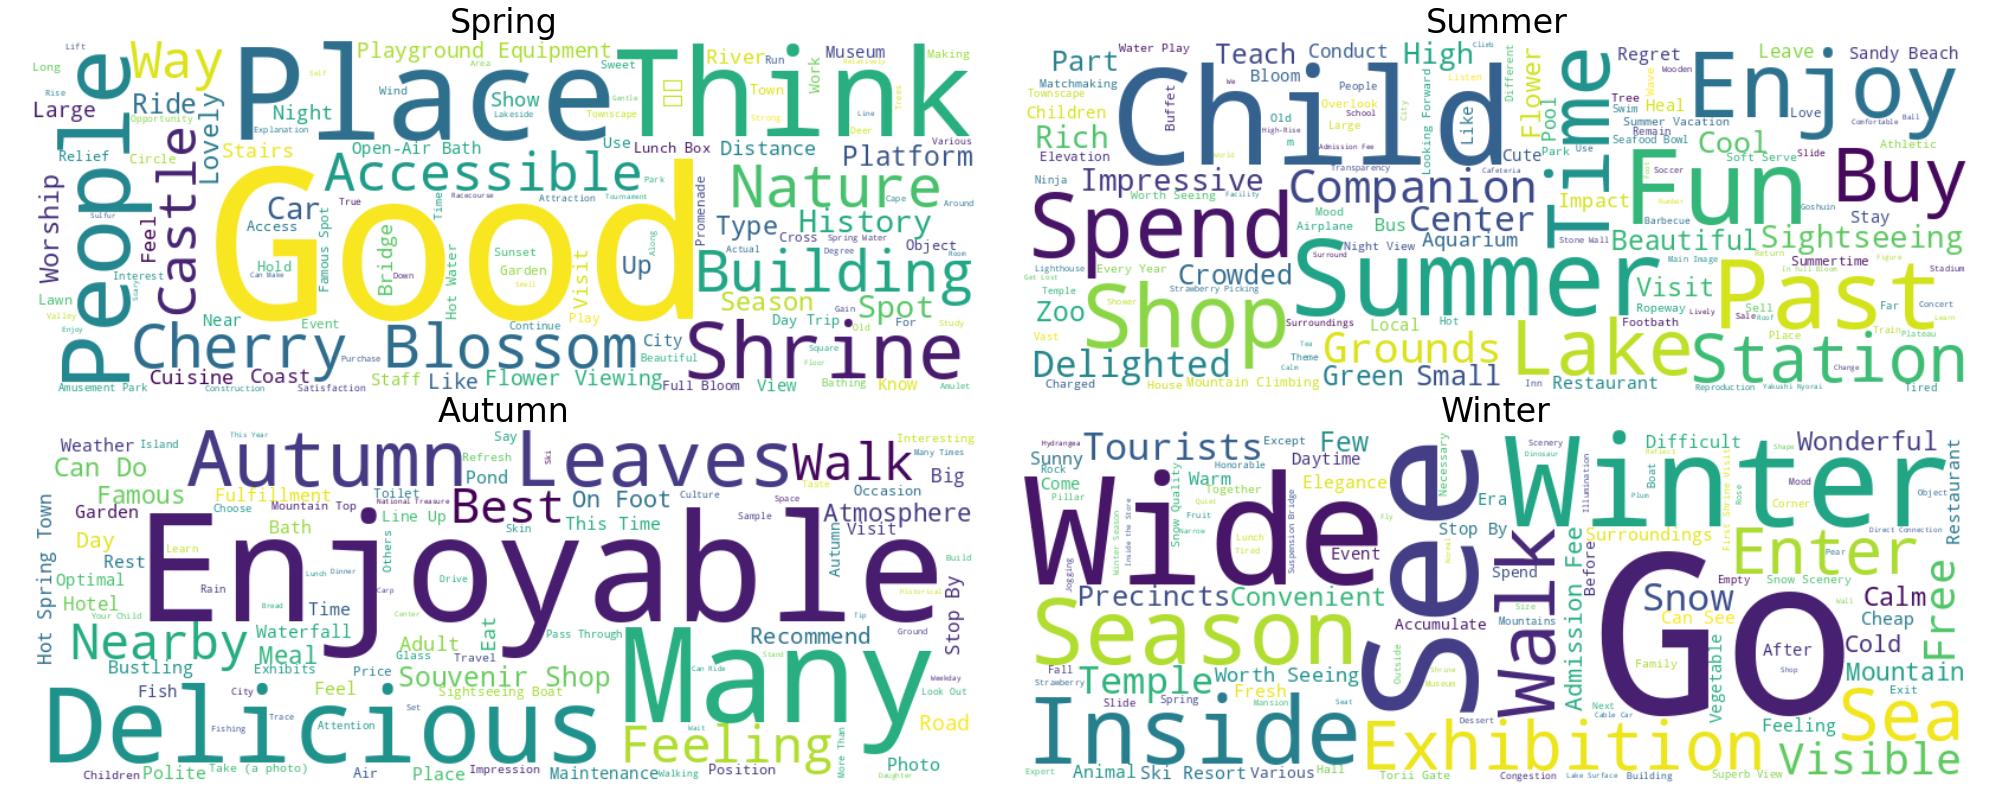 Spring
Good
Place
Think
People
Way
Playground Equipment
River
Run
Museum
Making
Lift
Long
Rise
Large
Ride
Opportunity
Lovely
Night
Explanation
Wind
Show
Lakeside
Area
Sweet
Gentle
Townscape
Town
Strong
Work
Trees
Line
Deer
Relatively
Various
Self
Castle
Stairs
Open-Air Bath
Use
Lunch Box
Distance
Platform
Relief
Circle
Worship
Feel
Accessible
Nature
Park
Cape
Around
Car
Access
True
Time
Racecourse
Attraction
Tournament
Promenade
Type
History
Cross
Spring Water
Object
Actual
Degree
Room
Sulfur
Interest
Famous Spot
Bridge
Hold
Can Make
Down
Hot Water
Sunset
Garden
Smell
Visit
Play
Up
Along
Building
Season
Spot
Gain
Lawn
Valley
Enjoy
Near
Event
Continue
Day Trip
Old
For
Study
Cherry Blossom
City
Shrine
Purchase
Beautiful
Square
Floor
Cuisine
Coast
Staff
Like
Flower Viewing
Full Bloom
View
Bathing
Know
Amulet
Amusement Park
Construction
Satisfaction
Summer
Water Play
Part
Teach
Conduct
High
Climb
Matchmaking
Townscape
Children
Rich
Elevation
Child
Bloom
People
We
Buffet
Overlook
School
Large
Old
High-Rise
m
Admission Fee
City
Looking Forward
Listen
Like
Different
Flower
Pool
Time
Regret
Leave
Sandy Beach
Enjoy
Wooden
Wave
Tree
Swim
Heal
Love
Summer Vacation
Comfortable
Ball
Remain
Seafood Bowl
Cool
Soft Serve
Slide
Athletic
Cute
Park
Use
Cafeteria
Transparency
World
Facility
Ninja
Impressive
Worth Seeing
Companion
Mood
Airplane
Bus
Center
Impact
Fun
Soccer
Number
Barbecue
Goshuin
Buy
Stay
Spend
Night View
Aquarium
Surround
Stone Wall
Beautiful
Sightseeing
Main Image
Return
Figure
Summertime
In Full Bloom
Stadium
Lighthouse
Every Year
Get Lost
Temple
Crowded
Strawberry Picking
Summer
Visit
Past
Zoo
Shower
Shop
Ropeway
Sell
Far
Concert
Lively
Sale
Roof
Learn
Surroundings
Local
Hot
Footbath
Place
Train
Plateau
Vast
Delighted
Tea
Theme
Calm
Grounds
Lake
Station
Change
Charged
House
Mountain Climbing
Green
Small
Inn
Restaurant
Reproduction
Yakushi Nyorai
Tired
Autumn
Weather
Island
This Year
Autumn Leaves
Say
Refresh
Ski
Walk
Interesting
Many Times
Can Do
Pond
Big
Famous
Fulfillment
Toilet
National Treasure
Best
On Foot
Culture
Taste
Space
Occasion
Garden
Choose
Mountain Top
Line Up
Skin
This Time
Sample
Atmosphere
Visit
Hot Spring Town
Day
Bath
Learn
Rest
Enjoyable
Others
Autumn
Build
Optimal
Rain
Lunch
Dinner
Drive
Carp
Historical
Hotel
Bread
Time
Your Child
Center
Tip
Nearby
Waterfall
Meal
Adult
Eat
Pass Through
Recommend
Ground
Stop By
Glass
Travel
Many
Stand
Can Ride
Bustling
Exhibits
Price
Souvenir Shop
Weekday
Fish
City
Feel
Sightseeing Boat
Look Out
Delicious
Trace
Set
Fishing
Attention
Wait
Feeling
Road
Children
Polite
Take (a photo)
Air
Place
Impression
Maintenance
Walking
Position
More Than
Photo
Daughter
Winter
Hydrangea
Tourists
Except
Few
Sunny
Rock
Come
Pillar
Honorable
Daytime
Warm
Together
Elegance
Quiet
Necessary
Winter
Scenery
Dinosaur
Difficult
Reflect
Shape
Wonderful
Restaurant
Wide
Snow Quality
Fruit
Narrow
Inside the Store
Winter Season
Lunch
Tired
Suspension Bridge
Fly
Event
See
Era
Stop By
Normal
Boat
Plum
Rose
First Shrine Visit
Illumination
Mood
Corner
Object
Direct Connection
Surroundings
Enter
Pear
Jogging
Precincts
Convenient
Spend
Walk
Before
Admission Fee
Empty
Snow Scenery
Snow
Can See
Size
Wall
Calm
Cheap
Free
Season
Accumulate
Mountains
Go
Cold
After
Shop
Family
Fall
Strawberry
Temple
Worth Seeing
Outside
Shrine
Museum
Vegetable
Mountain
Exit
Slide
Spring
Fresh
Mansion
Seat
Next
Cable Car
Feeling
Sea
Inside
Dessert
Exhibition
Visible
Expert
Animal
Ski Resort
Various
Hall
Torii Gate
Congestion
Lake Surface
Building
Superb View